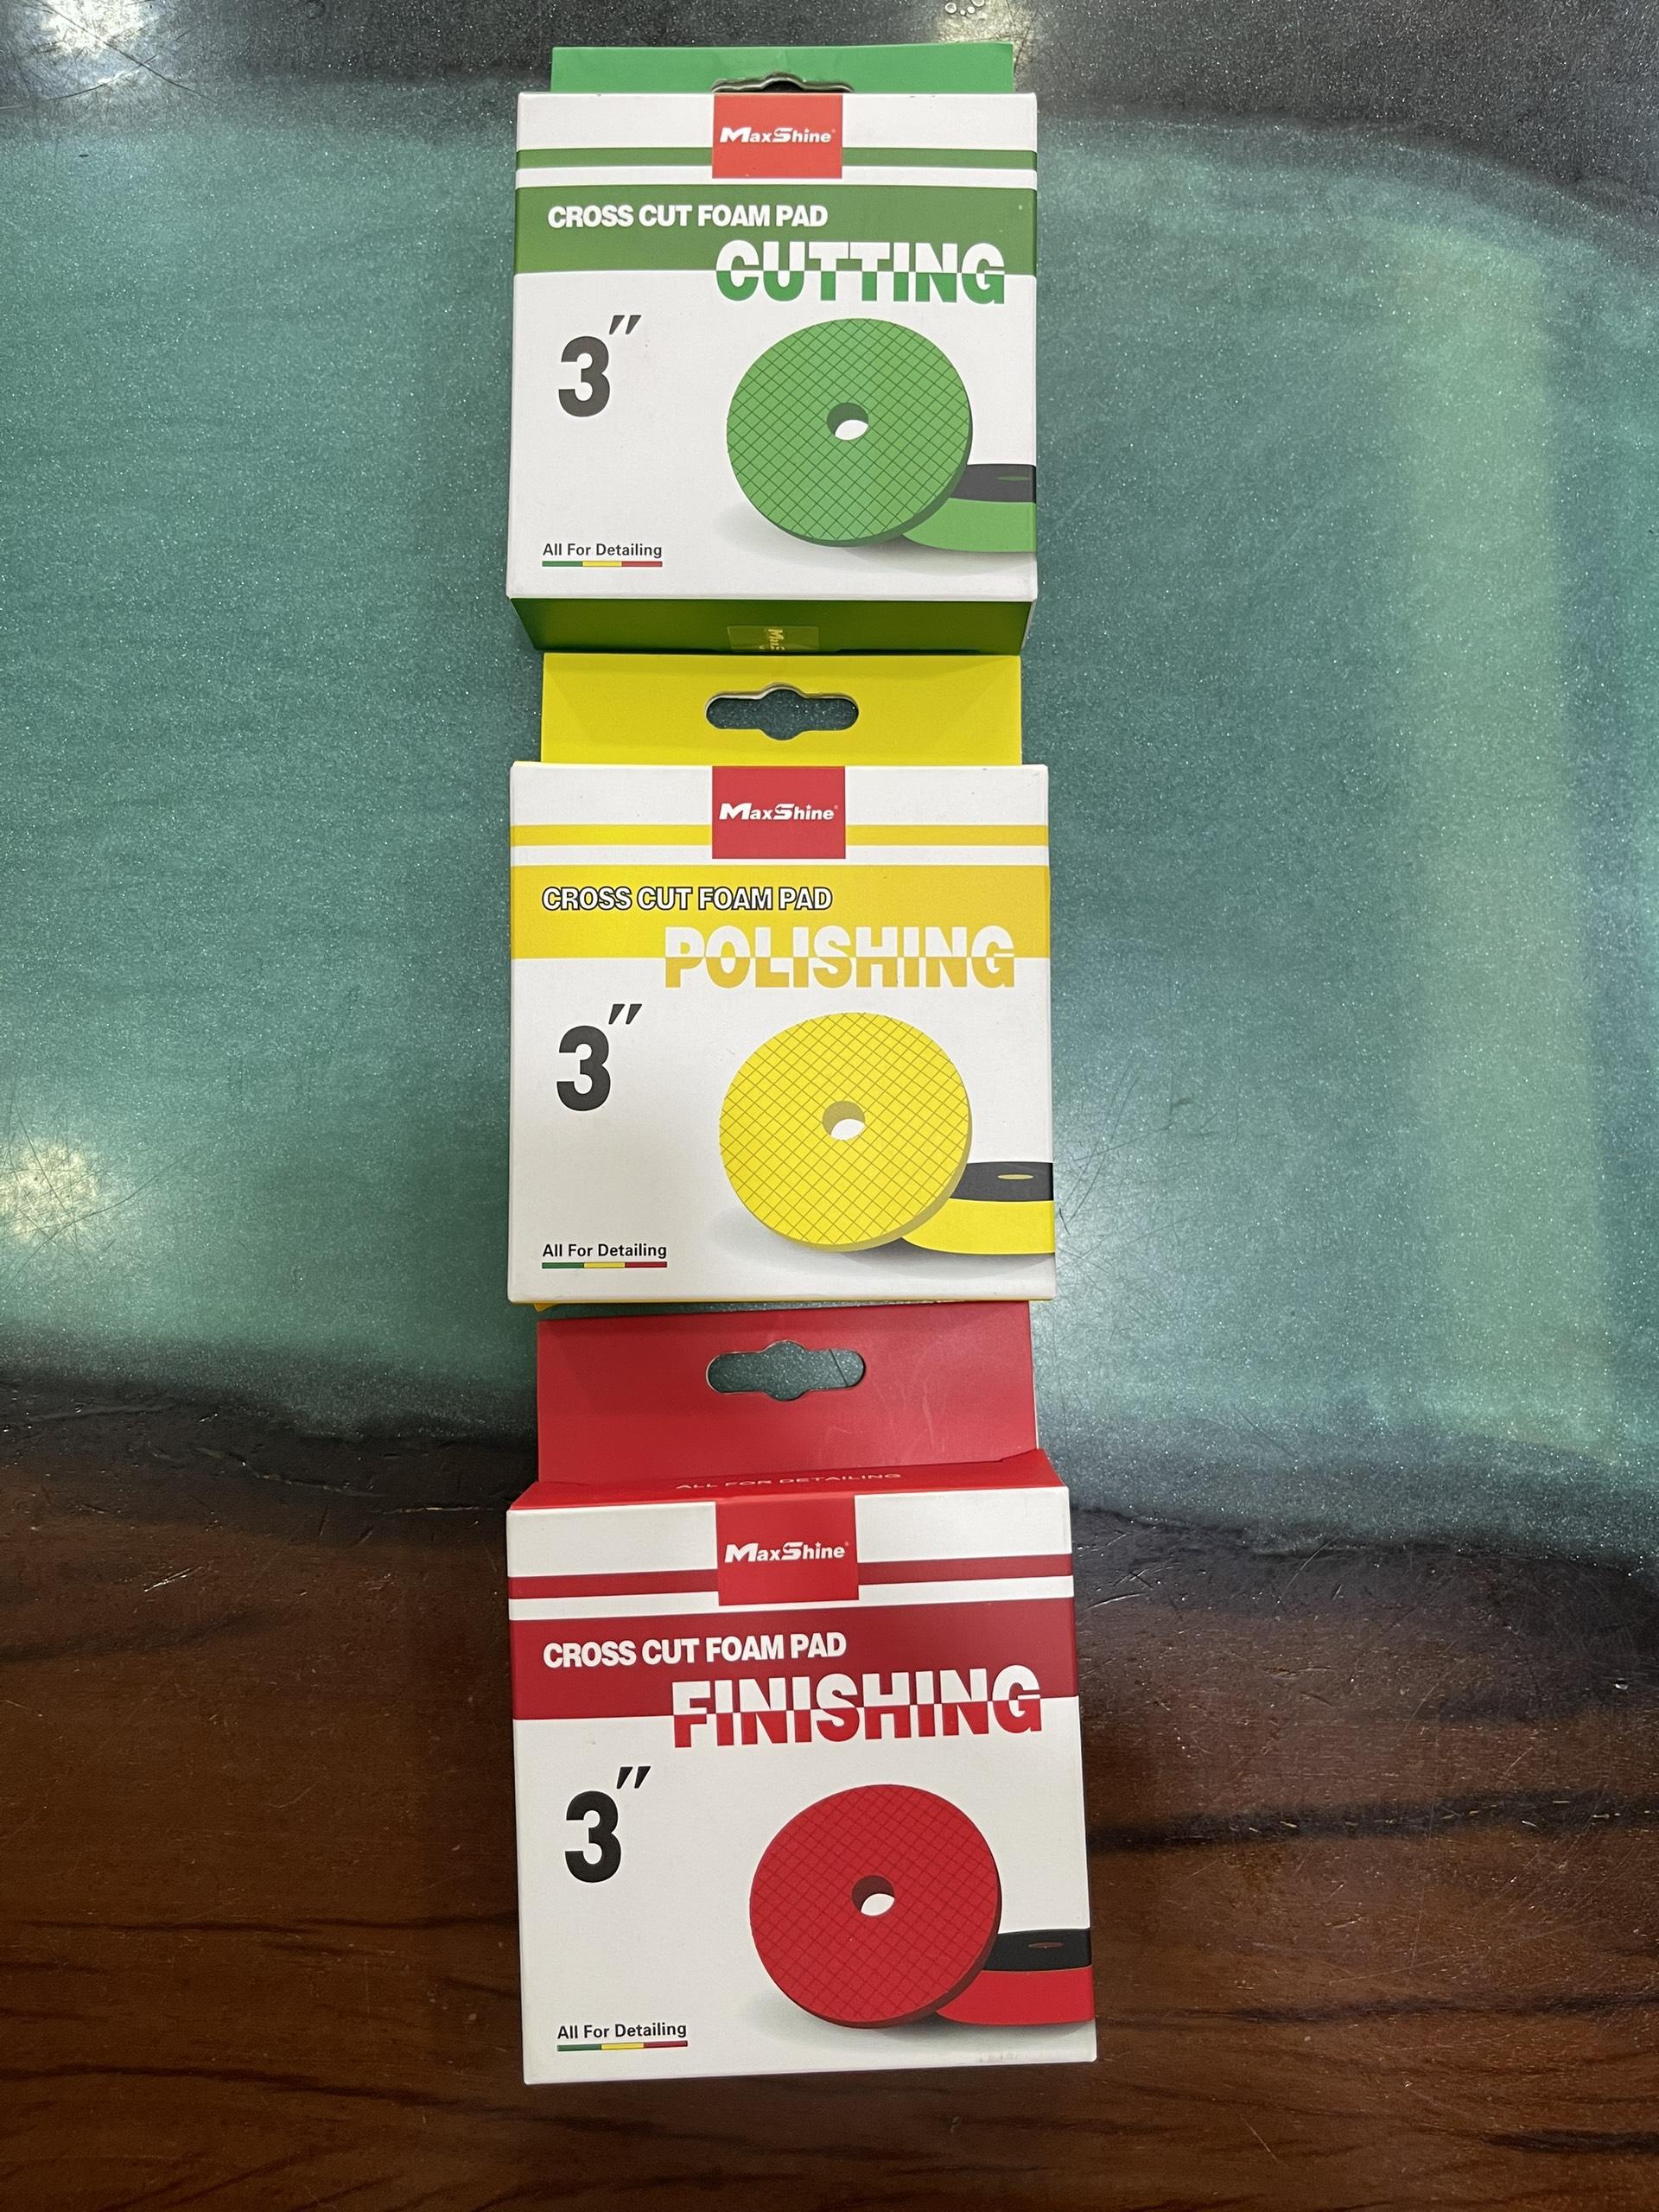 MaxShine
CROSS CUT FOAM PAD
CUTTING
3"
All For Detailing
MaxShine
CROSS CUT FOAM PAD
POLISHING
3"
All For Detailing
ALL FOR DETAILING
MaxShine
CROSS CUT FOAM PAD
FINISHING
3"
All For Detailing